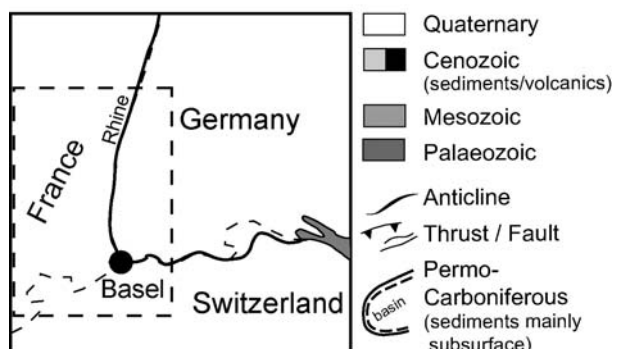 France
Rhine
Germany
Basel
Switzerland
Quaternary
Cenozoic
(sediments/volcanics)
Mesozoic
Palaeozoic
Anticline
Thrust / Fault
basin
Permo-
Carboniferous
(sediments mainly
subsurface)